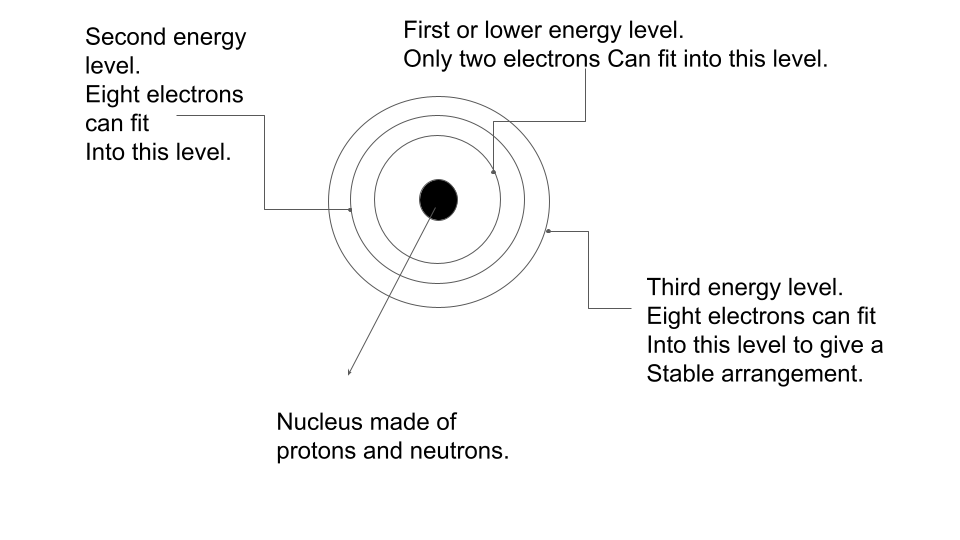 Second energy
level.
Eight electrons
can fit
Into this level.
First or lower energy level.
Only two electrons Can fit into this level.
Third energy level.
Eight electrons can fit
Into this level to give a
Stable arrangement.
Nucleus made of
protons and neutrons.